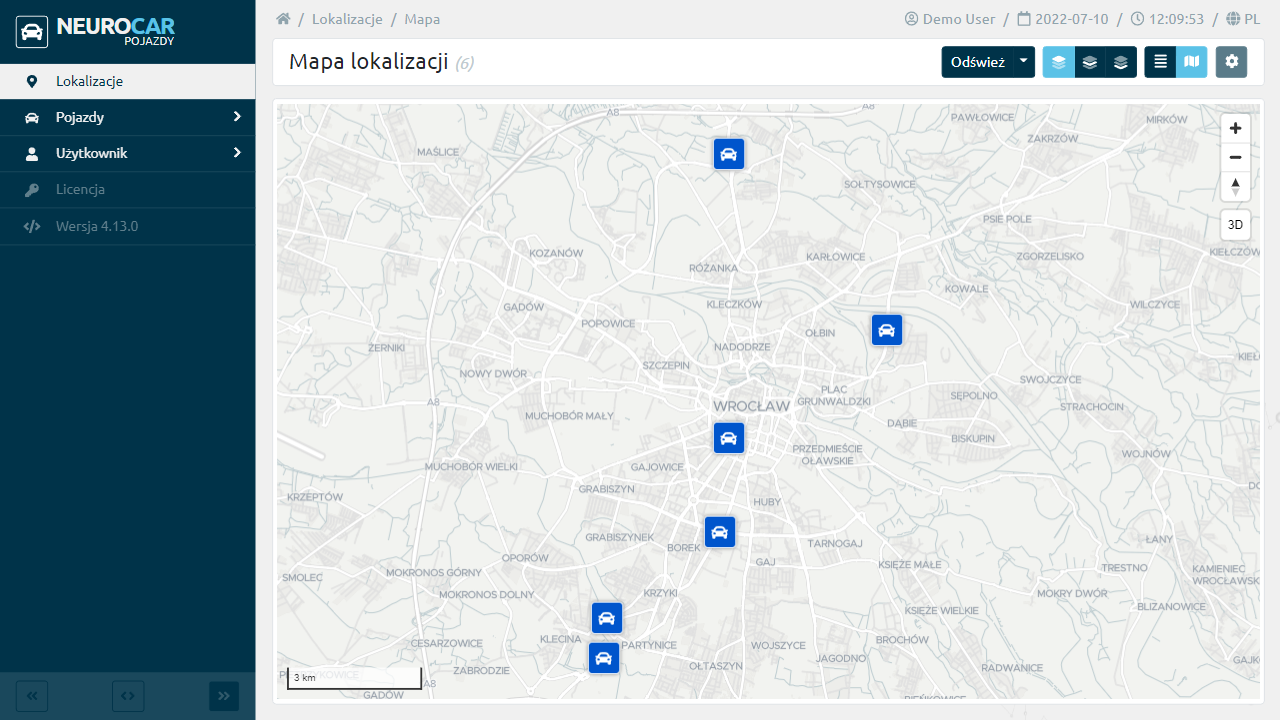 NEUROCAR
POJAZDY
Lokalizacje
Pojazdy
Użytkownik
Licencja
Wersja 4.13.0
/ Lokalizacje / Mapa
Demo User / 2022-07-10 / 12:09:53 / PL
Mapa lokalizacji (6)
Odśwież
A8
A8
PAWŁOWICE
MIRKÓW
ZAKRZÓW
MAŚLICE
SOŁTYSOWICE
PSIE POLE
3D
KOZANÓW
KARŁOWICE
ZGORZELISKO
KIEŁCZÓW
RÓŻANKA
KOWALE
GADÓW
KLECZKÓW
WILCZYCE
POPOWICE
OŁBIN
ŻERNIKI
NADODRZE
SZCZEPIN
NOWY DWÓR
SWOJCZYCE
PLAC
GRUNWALDZKI
SĘPOLNO
A8
WROCŁAW
STRACHOCIN
MUCHOBÓR MAŁY
DĄBIE
BISKUPIN
PRZEDMIEŚCIE
OŁAWSKIE
WOJNÓW
MUCHOBÓR WIELKI
GAJOWICE
GRABISZYN
KRZEPTÓW
HUBY
GRABISZYNEK
ŁANY
BOREK
TARNOGAJ
OPORÓW
GAJ
KSIĘŻE MAŁE
TRESTNO
KAMIENIEC
WROCŁAWSK
SMOLEC
MOKRONOS GÓRNY
MOKRONOS DOLNY
KRZYKI
MOKRY DWÓR
BLIZANOWICE
KSIĘŻE WIELKIE
CESARZOWICE
KLECINA
PARTYNICE
WOJSZYCE
BROCHÓW
JAGODNO
OŁTASZYN
RADWANICE
ZABRODZIE
3 km
GADÓW